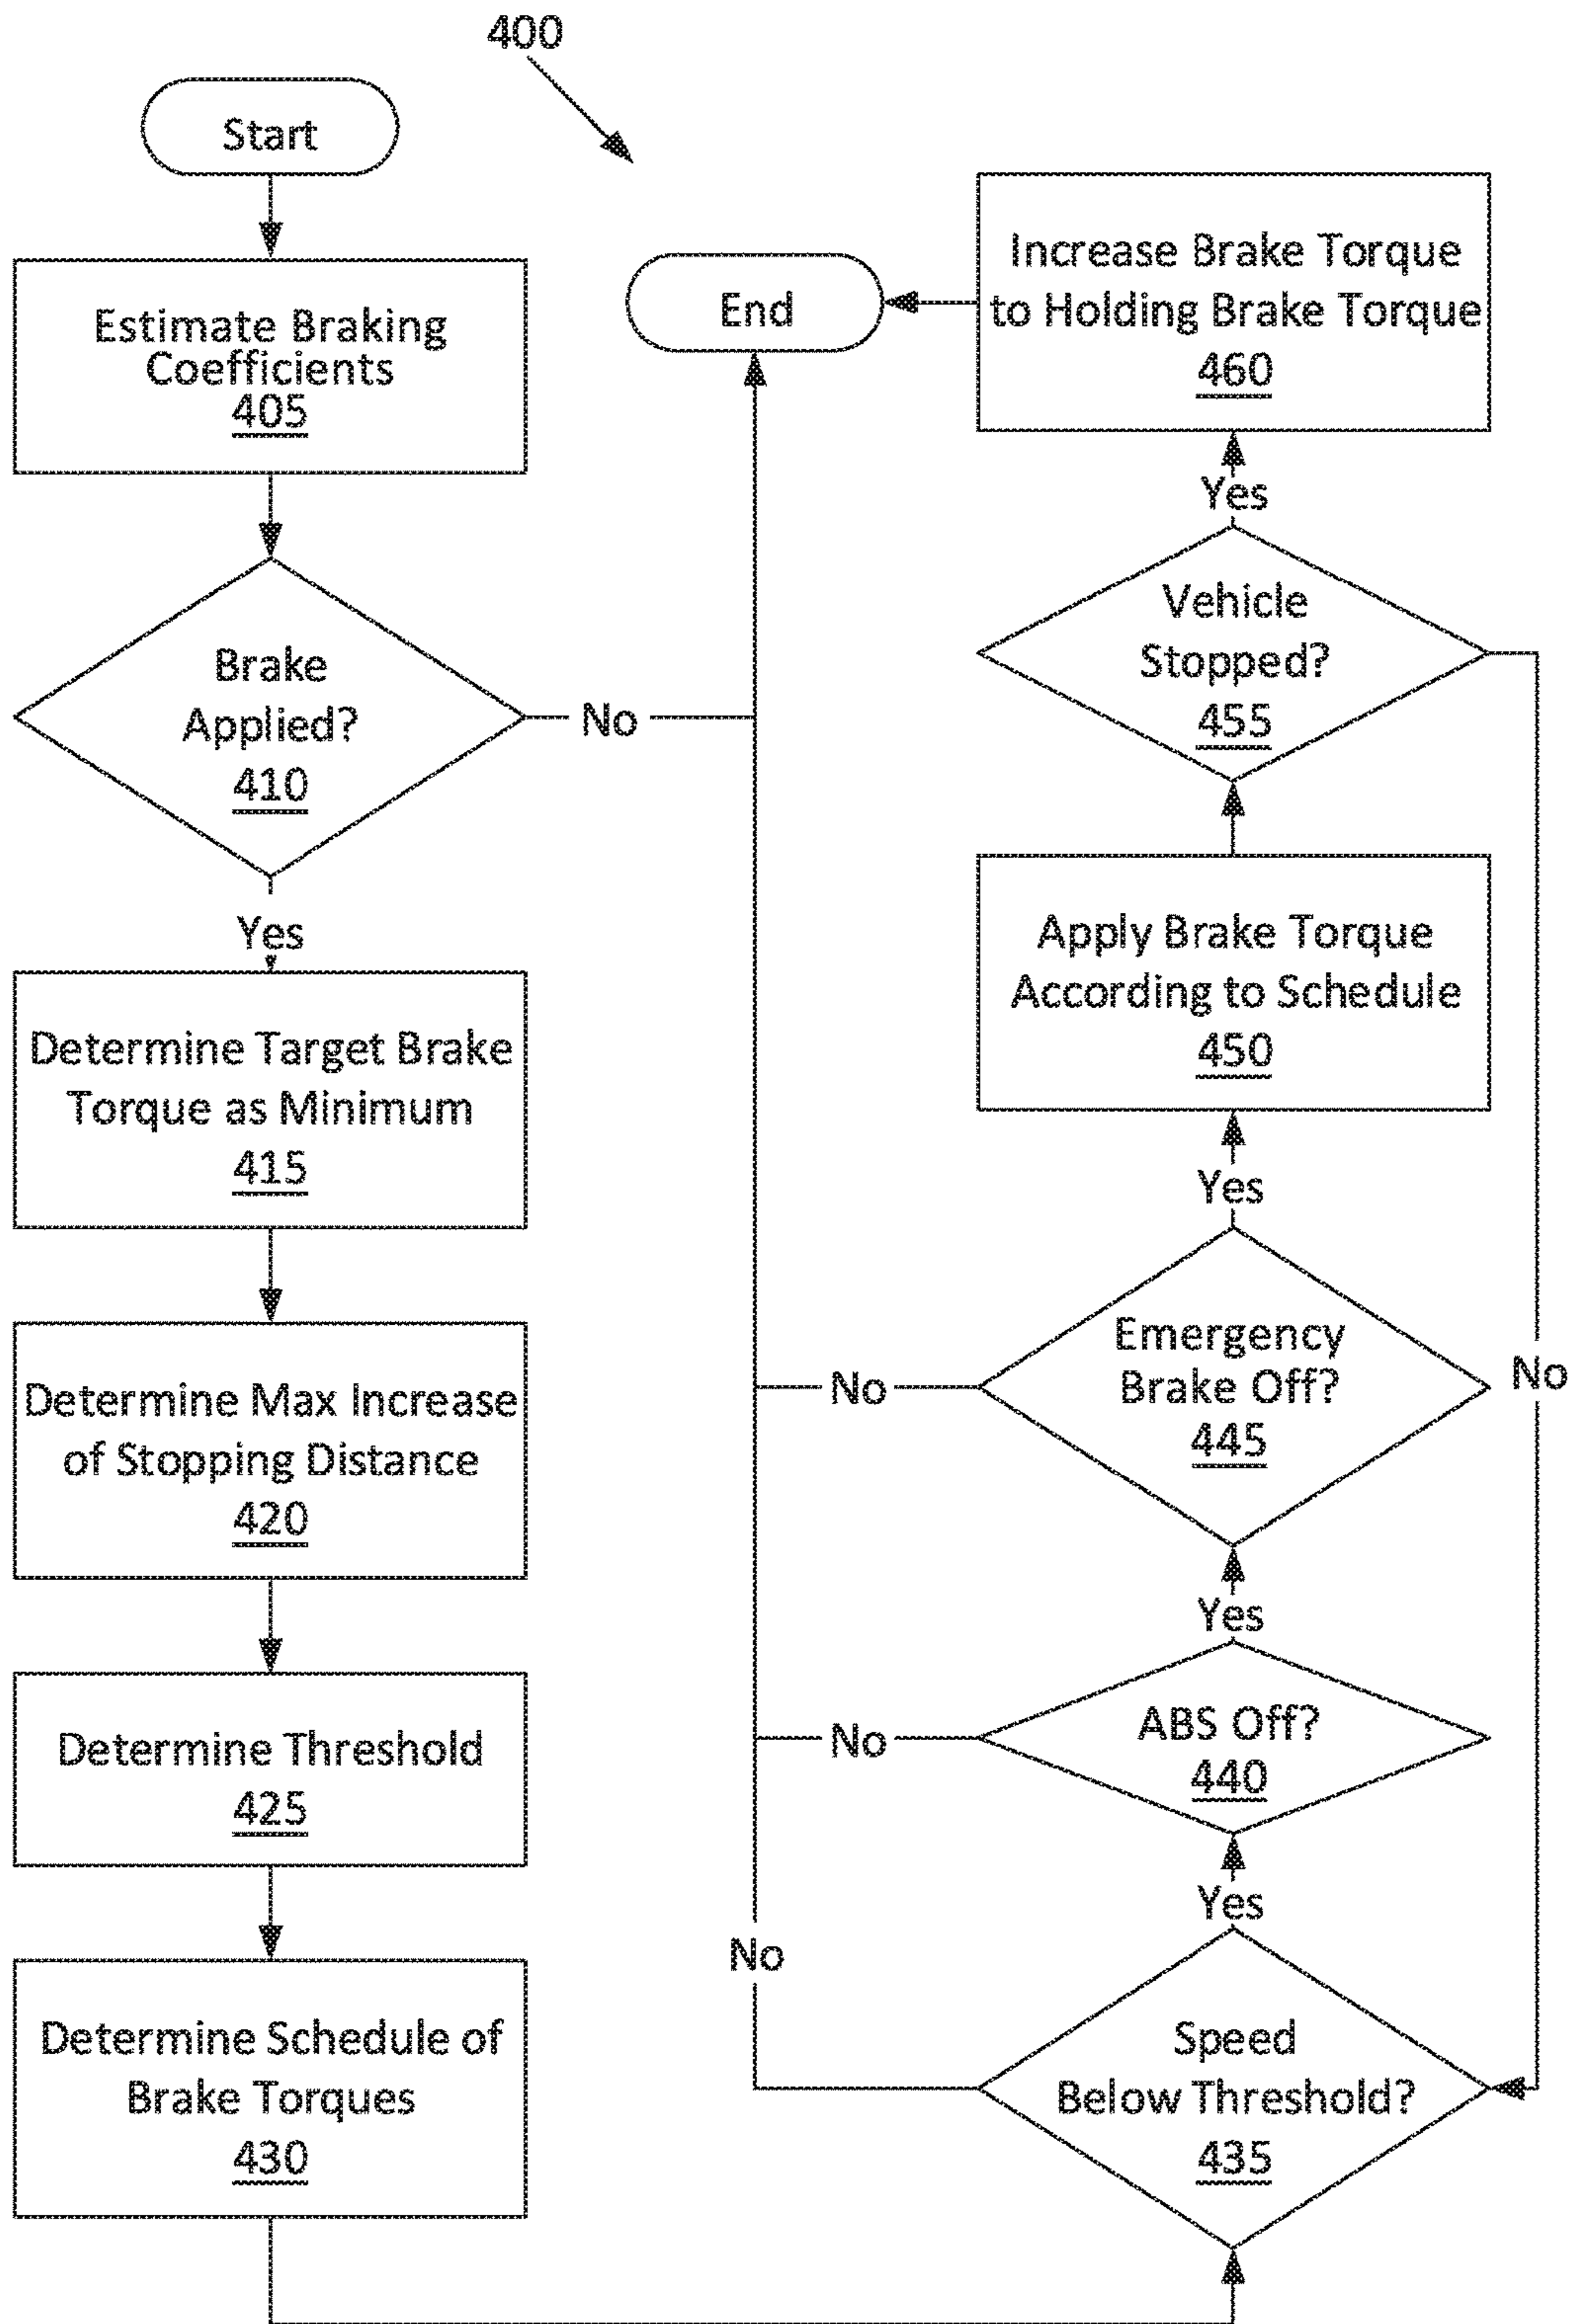 400
Start
Estimate Braking
Coefficients
405
Brake
Applied?
410
No
Yes
Determine Target Brake
Torque as Minimum
415
Determine Max Increase
of Stopping Distance
420
Determine Threshold
425
Determine Schedule of
Brake Torques
430
End
Increase Brake Torque
to Holding Brake Torque
460
Yes
Vehicle
Stopped?
455
Apply Brake Torque
According to Schedule
450
Yes
Emergency
Brake Off?
445
No
No
Yes
ABS Off?
440
No
Yes
Speed
Below Threshold?
435
No